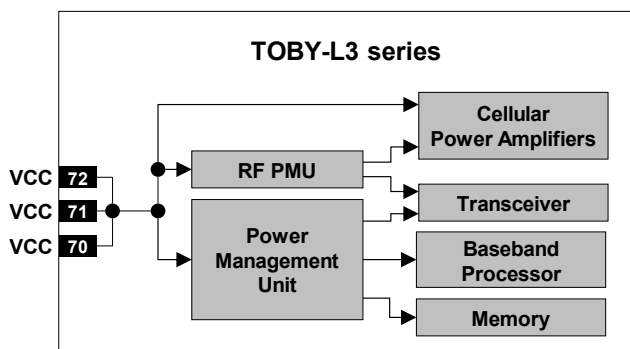 TOBY-L3 series
Cellular
Power Amplifiers
VCC 72
RF PMU
Transceiver
VCC 71
Power
Management
Unit
Baseband
Processor
VCC 70
Memory